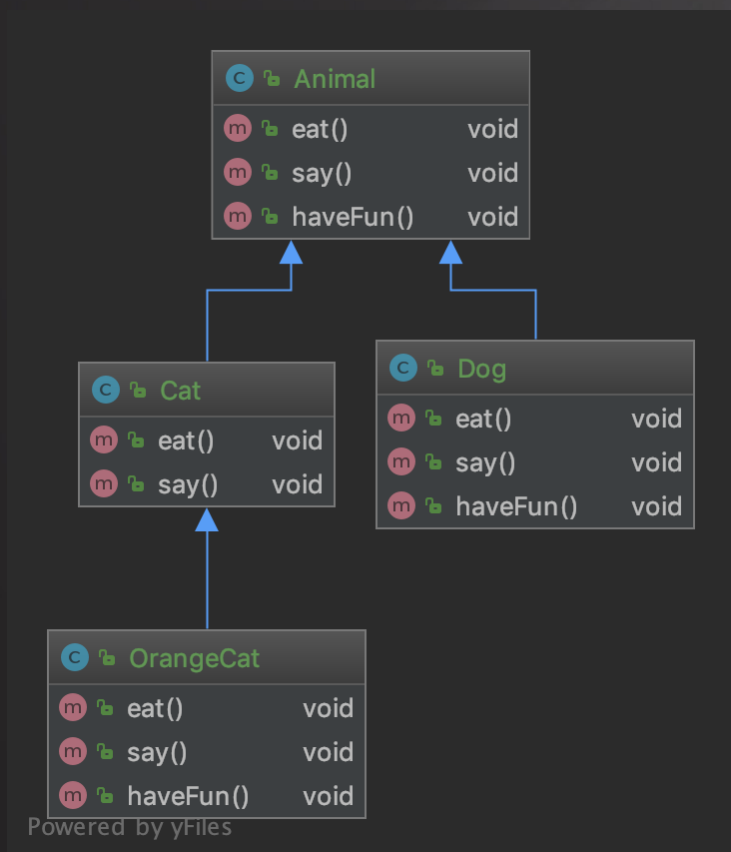 Animal
eat() void
say() void
haveFun() void
Cat
eat() void
say() void
Dog
eat() void
say() void
haveFun() void
OrangeCat
eat() void
say() void
haveFun() void
Powered by yFiles